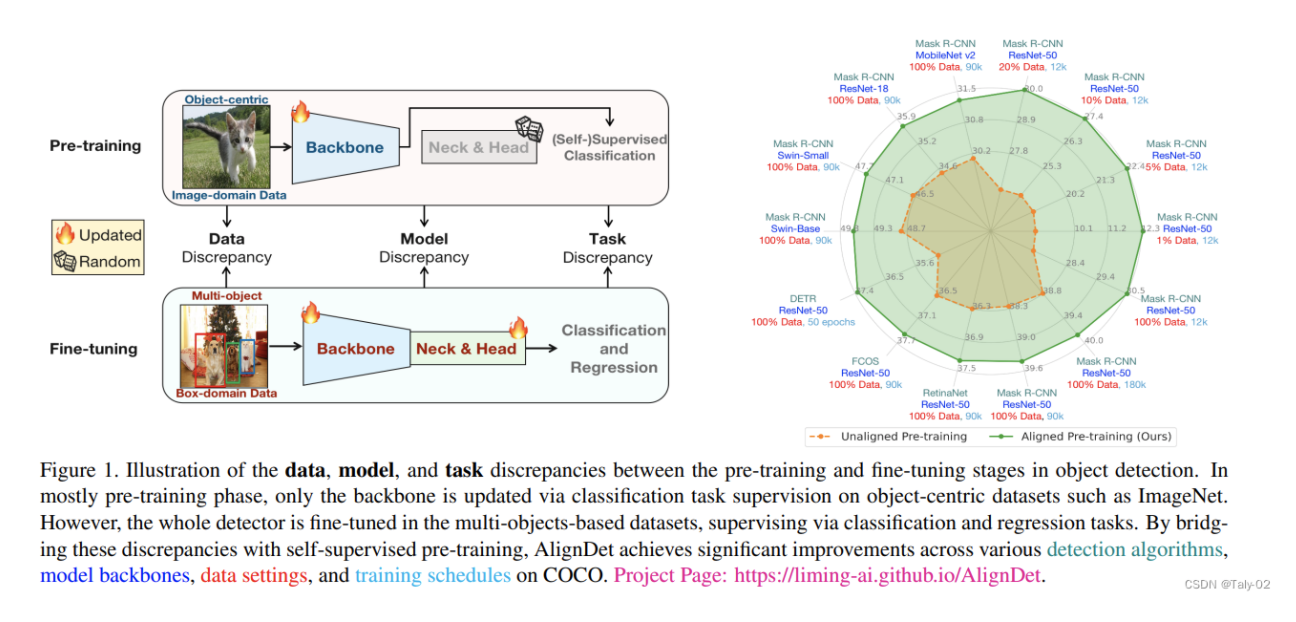 Pre-training
Object-centric
Image-domain Data
Backbone
Neck & Head
(Self-)Supervised
Classification
Updated
Random
Data
Discrepancy
Model
Discrepancy
Task
Discrepancy
Fine-tuning
Multi-object
Box-domain Data
Backbone
Neck & Head
Classification
and
Regression
Mask R-CNN
MobileNet v2
100% Data, 90k
31.5
30.8
30.2
Mask R-CNN
ResNet-50
20% Data, 12k
30.0
28.9
27.8
Mask R-CNN
ResNet-50
10% Data, 12k
27.4
26.3
25.3
Mask R-CNN
ResNet-50
5% Data, 12k
22.4
21.3
20.2
Mask R-CNN
ResNet-50
1% Data, 12k
12.3
11.2
10.1
Mask R-CNN
ResNet-50
100% Data, 12k
30.5
29.4
28.4
Mask R-CNN
ResNet-50
100% Data, 180k
40.0
39.4
38.8
Mask R-CNN
ResNet-50
100% Data, 90k
39.6
39.0
38.3
RetinaNet
ResNet-50
100% Data, 90k
37.5
36.9
36.3
FCOS
ResNet-50
100% Data, 90k
37.1
36.5
DETR
ResNet-50
100% Data, 50 epochs
37.4
36.5
35.6
Mask R-CNN
Swin-Base
100% Data, 90k
49.3
48.7
Mask R-CNN
Swin-Small
100% Data, 90k
47.1
46.5
Mask R-CNN
ResNet-18
100% Data, 90k
35.9
35.2
34.6
Unaligned Pre-training
Aligned Pre-training (Ours)
Figure 1. Illustration of the data, model, and task discrepancies between the pre-training and fine-tuning stages in object detection. In
mostly pre-training phase, only the backbone is updated via classification task supervision on object-centric datasets such as ImageNet.
However, the whole detector is fine-tuned in the multi-objects-based datasets, supervising via classification and regression tasks. By bridg-
ing these discrepancies with self-supervised pre-training, AlignDet achieves significant improvements across various detection algorithms,
model backbones, data settings, and training schedules on COCO. Project Page: https://liming-ai.github.io/AlignDet.
CSDN @Taly-02